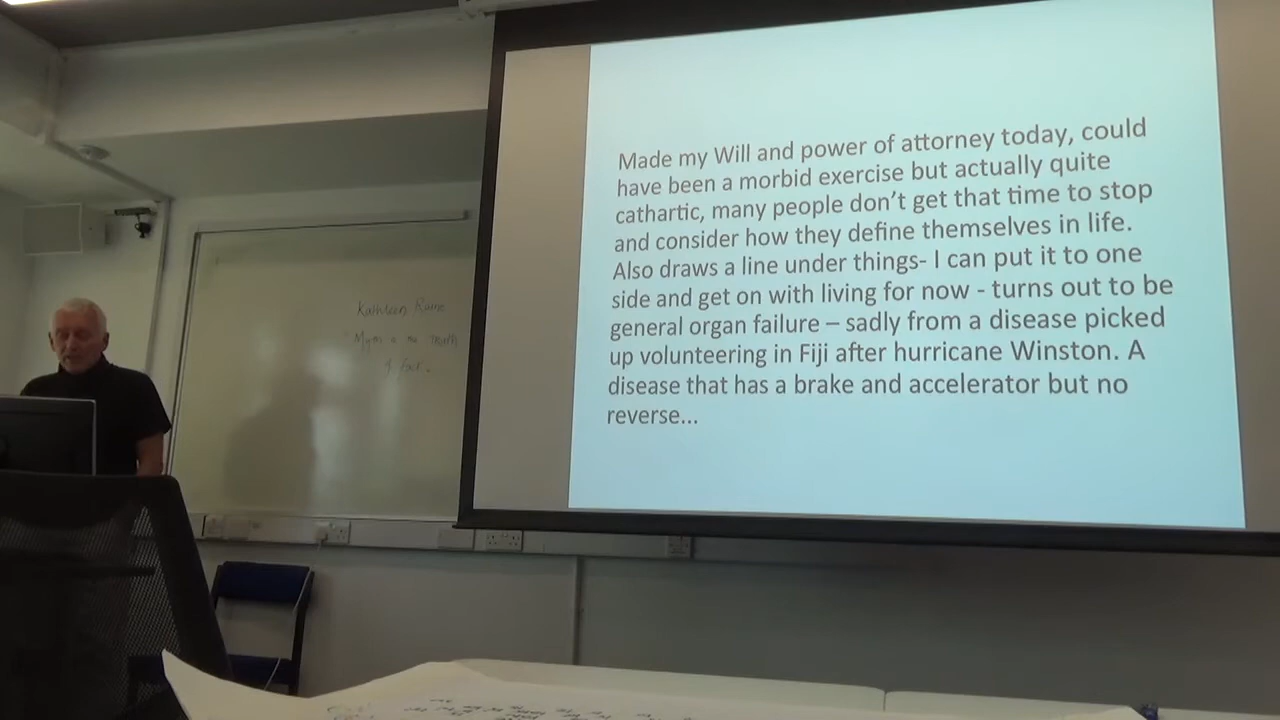 Made my Will and power of attorney today, could
have been a morbid exercise but actually quite
cathartic, many people don’t get that time to stop
and consider how they define themselves in life.
Also draws a line under things- I can put it to one
side and get on with living for now - turns out to be
general organ failure – sadly from a disease picked
up volunteering in Fiji after hurricane Winston. A
disease that has a brake and accelerator but no
reverse...
Kathleen Raine